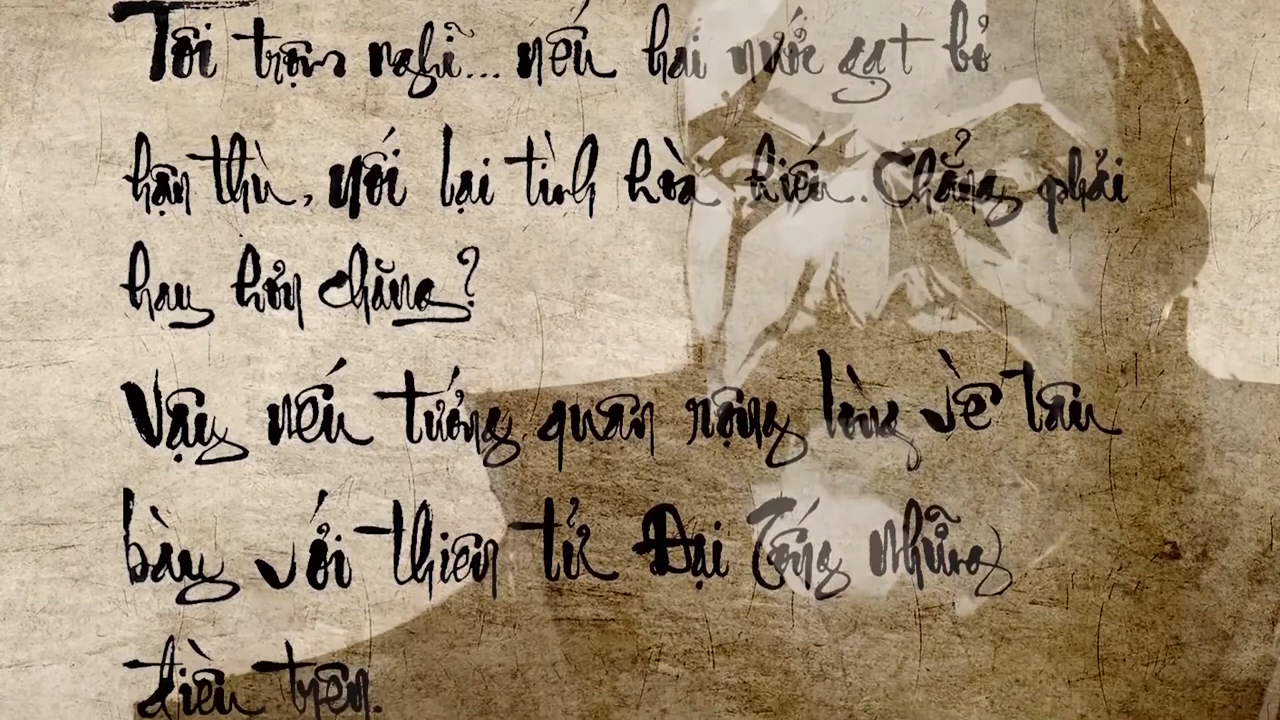 Tôi trộm nghĩ... nếu hai nước gạt bỏ
hận thù, nối lại tình hòa hiếu. Chẳng phải
hay hơn chăng?
Vậy nếu tướng quân rộng lòng về tâu
bày với thiên tử Đại Tống những
điều trên.